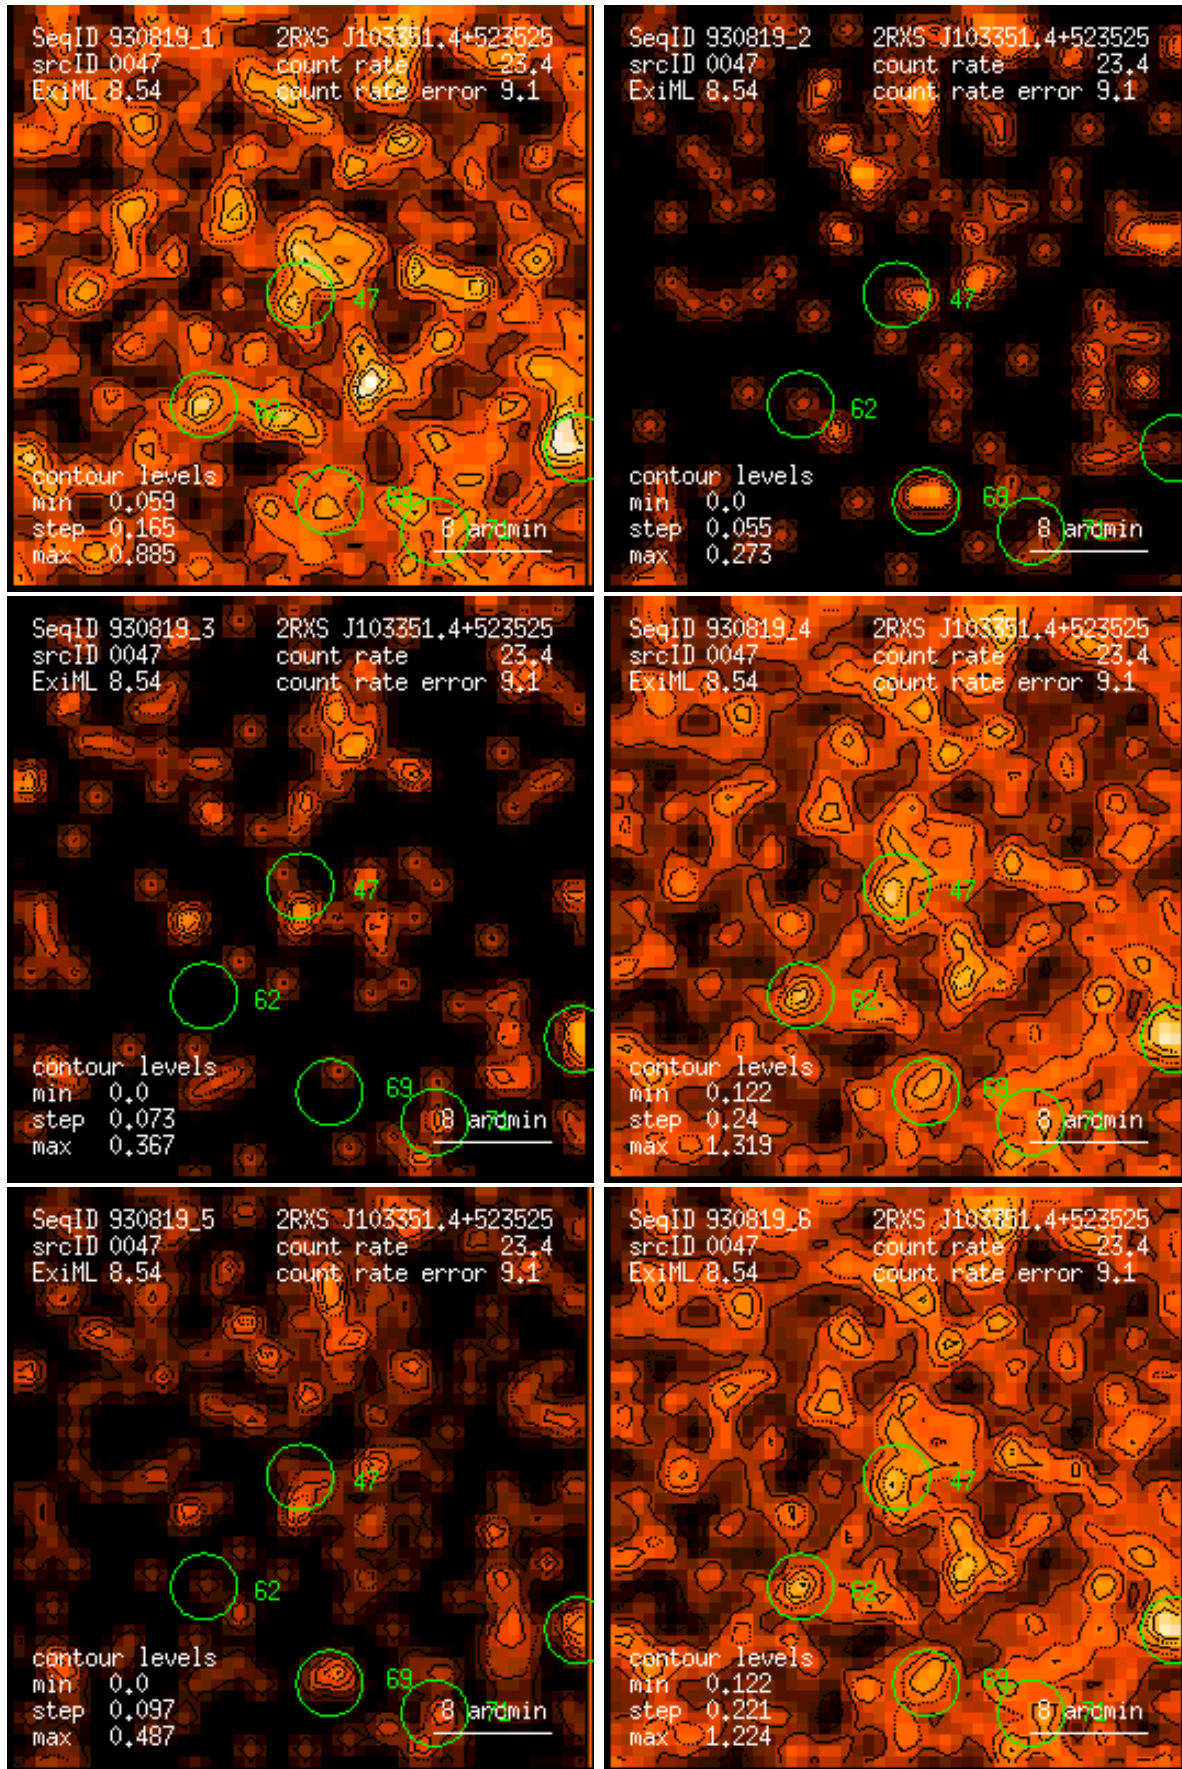 SeqID 930819_1 2RXS J103351.4+523525
srcID 0047 count rate 23.4
ExiML 8.54 count rate error 9.1
47
62
contour levels
min 0.059 69
step 0.165 8 arcmin 71
max 0.885
SeqID 930819_2 2RXS J103351.4+523525
srcID 0047 count rate 23.4
ExiML 8.54 count rate error 9.1
47
62
contour levels
min 0.0 69
step 0.055 8 arcmin 71
max 0.273
SeqID 930819_3 2RXS J103351.4+523525
srcID 0047 count rate 23.4
ExiML 8.54 count rate error 9.1
47
62
contour levels
min 0.0 69
step 0.073 8 arcmin 71
max 0.367
SeqID 930819_4 2RXS J103351.4+523525
srcID 0047 count rate 23.4
ExiML 8.54 count rate error 9.1
47
62
contour levels
min 0.122 69
step 0.24 8 arcmin 71
max 1.319
SeqID 930819_5 2RXS J103351.4+523525
srcID 0047 count rate 23.4
ExiML 8.54 count rate error 9.1
47
62
contour levels
min 0.0 69
step 0.097 8 arcmin 71
max 0.487
SeqID 930819_6 2RXS J103351.4+523525
srcID 0047 count rate 23.4
ExiML 8.54 count rate error 9.1
47
62
contour levels
min 0.122 69
step 0.221 8 arcmin 71
max 1.224